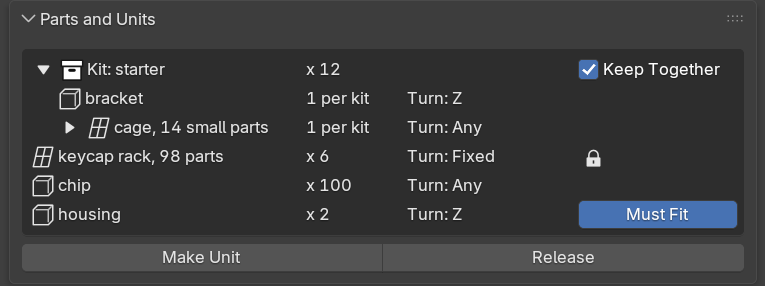 Parts and Units
Kit: starter x 12 Keep Together
bracket 1 per kit Turn: Z
cage, 14 small parts 1 per kit Turn: Any
keycap rack, 98 parts x 6 Turn: Fixed
chip x 100 Turn: Any
housing x 2 Turn: Z Must Fit
Make Unit Release